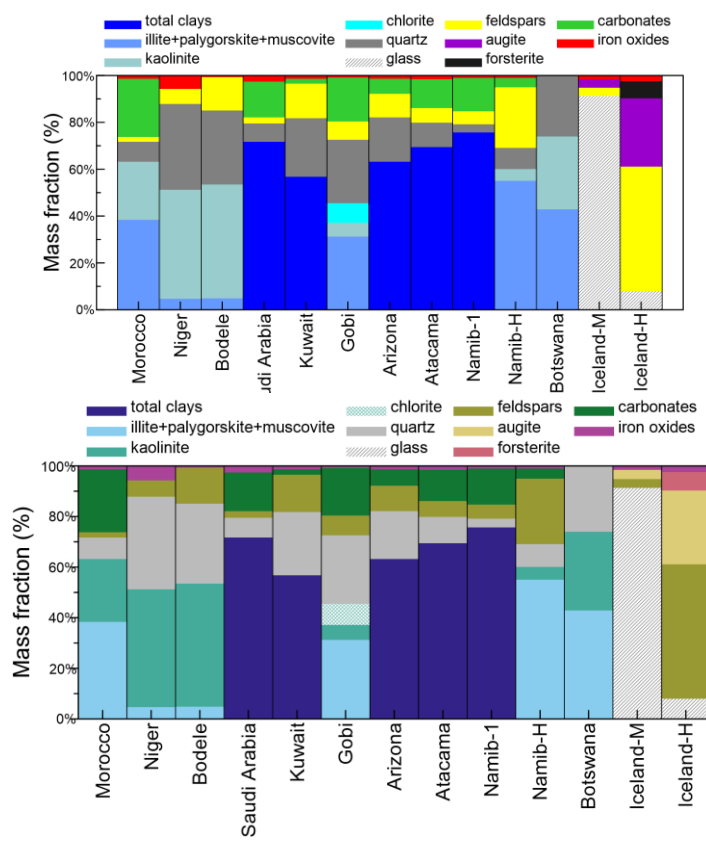 total clays chlorite feldspars carbonates
illite+palygorskite+muscovite quartz augite iron oxides
kaolinite glass forsterite
Mass fraction (%)
100%
80%
60%
40%
20%
0%
Morocco Niger Bodele udi Arabia Kuwait Gobi Arizona Atacama Namib-1 Namib-H Botswana Iceland-M Iceland-H
total clays chlorite feldspars carbonates
illite+palygorskite+muscovite quartz augite iron oxides
kaolinite glass forsterite
Mass fraction (%)
100%
80%
60%
40%
20%
0%
Morocco Niger Bodele Saudi Arabia Kuwait Gobi Arizona Atacama Namib-1 Namib-H Botswana Iceland-M Iceland-H